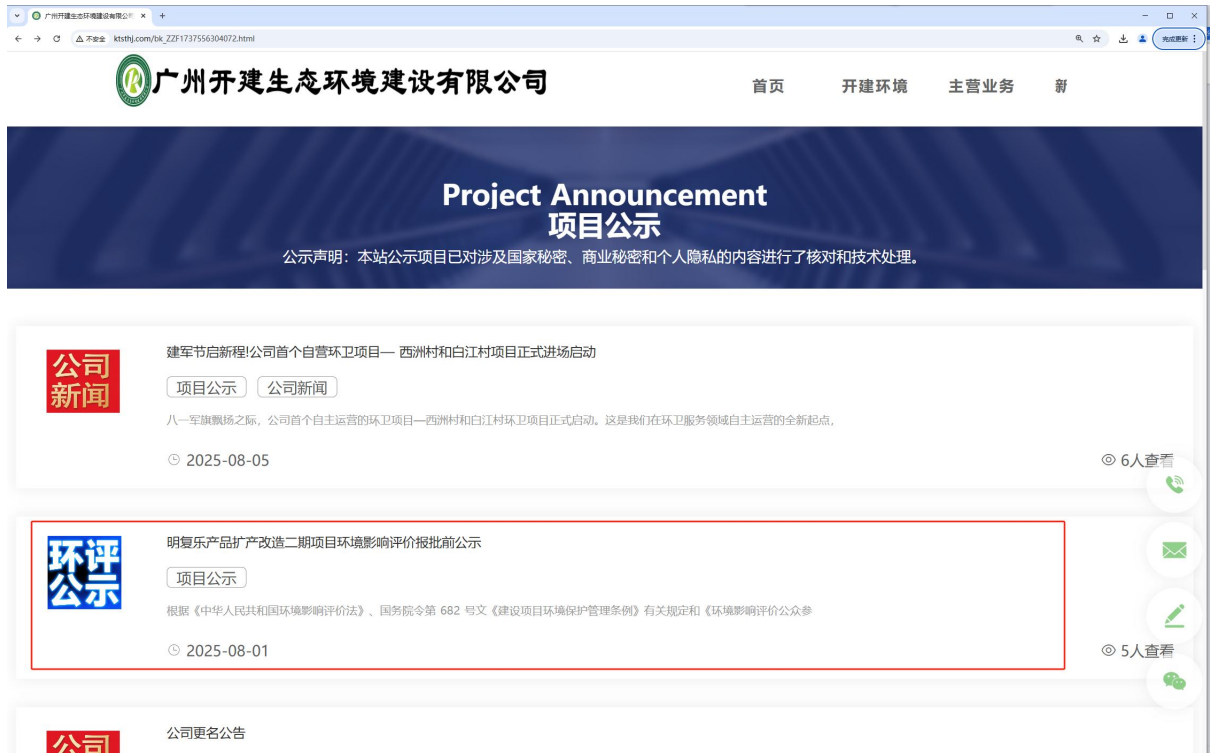 广州开建生态环境建设有限公司
不安全 ktsthj.com/bk_ZZF1737556304072.html
完成更新
广州开建生态环境建设有限公司
首页 开建环境 主营业务 新
Project Announcement
项目公示
公示声明：本站公示项目已对涉及国家秘密、商业秘密和个人隐私的内容进行了核对和技术处理。
公司
新闻
建军节启新程!公司首个自营环卫项目— 西洲村和白江村项目正式进场启动
项目公示 公司新闻
八一军旗飘扬之际，公司首个自主运营的环卫项目—西洲村和白江村环卫项目正式启动。这是我们在环卫服务领域自主运营的全新起点，
2025-08-05
6人查看
环评
公示
明复乐产品扩产改造二期项目环境影响评价报批前公示
项目公示
根据《中华人民共和国环境影响评价法》、国务院令第 682 号文《建设项目环境保护管理条例》有关规定和《环境影响评价公众参
2025-08-01
5人查看
公司
公司更名公告